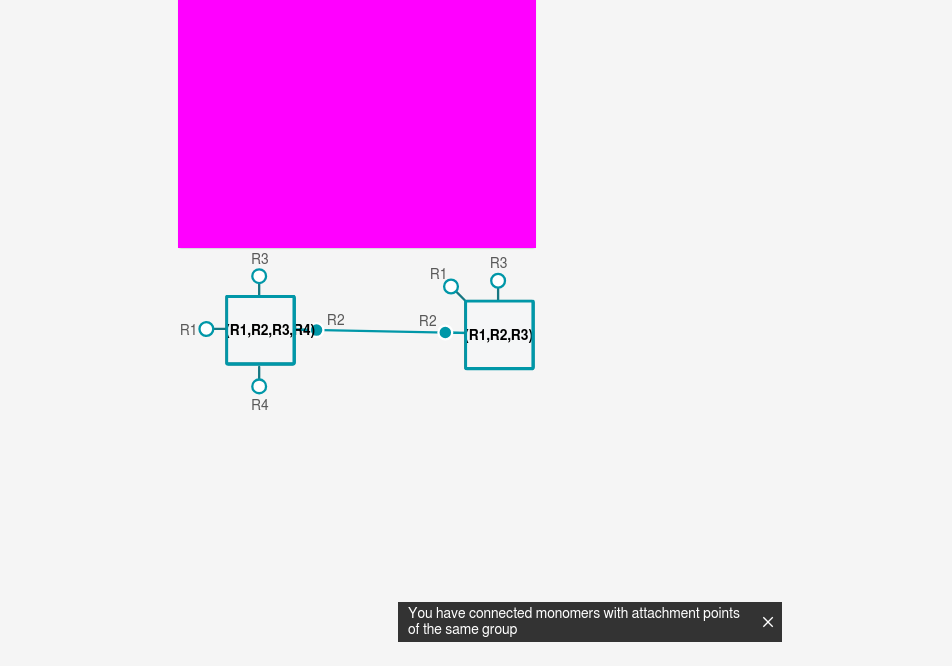 R3
R3
R1
R2
R2
R1
(R1,R2,R3,R4)
(R1,R2,R3)
R4
You have connected monomers with attachment points
of the same group